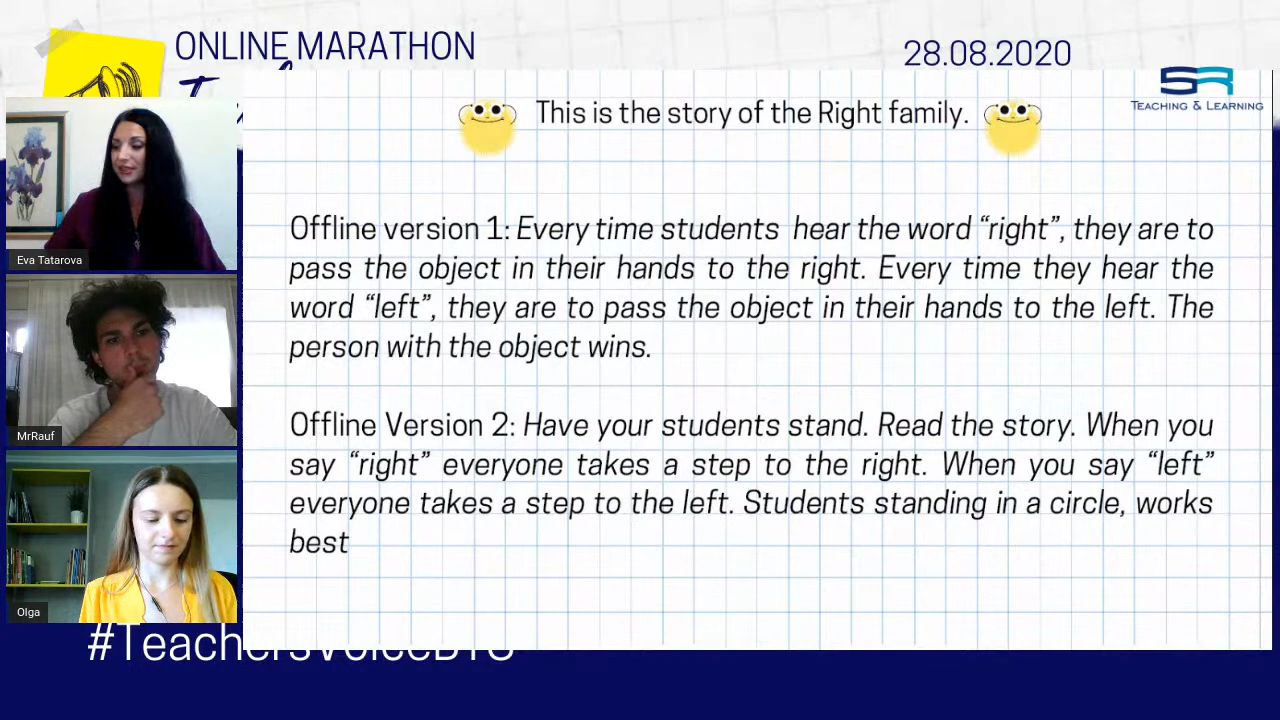 ONLINE MARATHON
28.08.2020
SR
TEACHING & LEARNING
This is the story of the Right family.
Offline version 1: Every time students hear the word “right”, they are to
pass the object in their hands to the right. Every time they hear the
word “left”, they are to pass the object in their hands to the left. The
person with the object wins.
Offline Version 2: Have your students stand. Read the story. When you
say “right” everyone takes a step to the right. When you say “left”
everyone takes a step to the left. Students standing in a circle, works
best
Eva Tatarova
MrRauf
Olga
#TeachersVoiceBTS